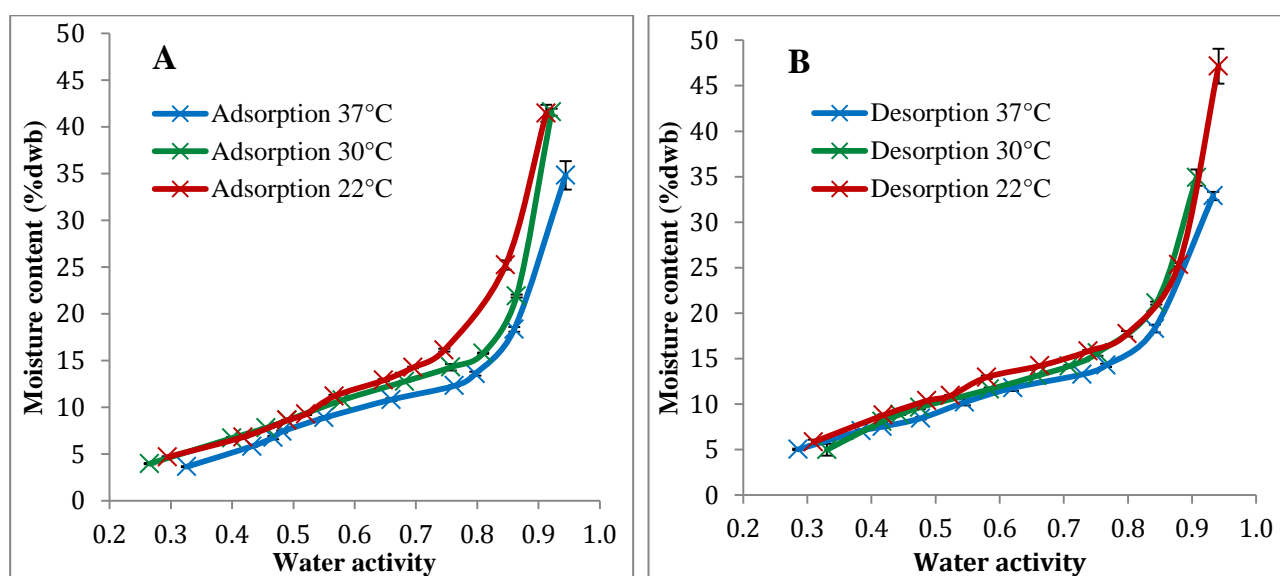 A
Adsorption 37°C
Adsorption 30°C
Adsorption 22°C
Moisture content (%dwb)
50
45
40
35
30
25
20
15
10
5
0
0.2 0.3 0.4 0.5 0.6 0.7 0.8 0.9 1.0
Water activity
B
Desorption 37°C
Desorption 30°C
Desorption 22°C
Moisture content (%dwb)
50
45
40
35
30
25
20
15
10
5
0
0.2 0.3 0.4 0.5 0.6 0.7 0.8 0.9 1.0
Water activity